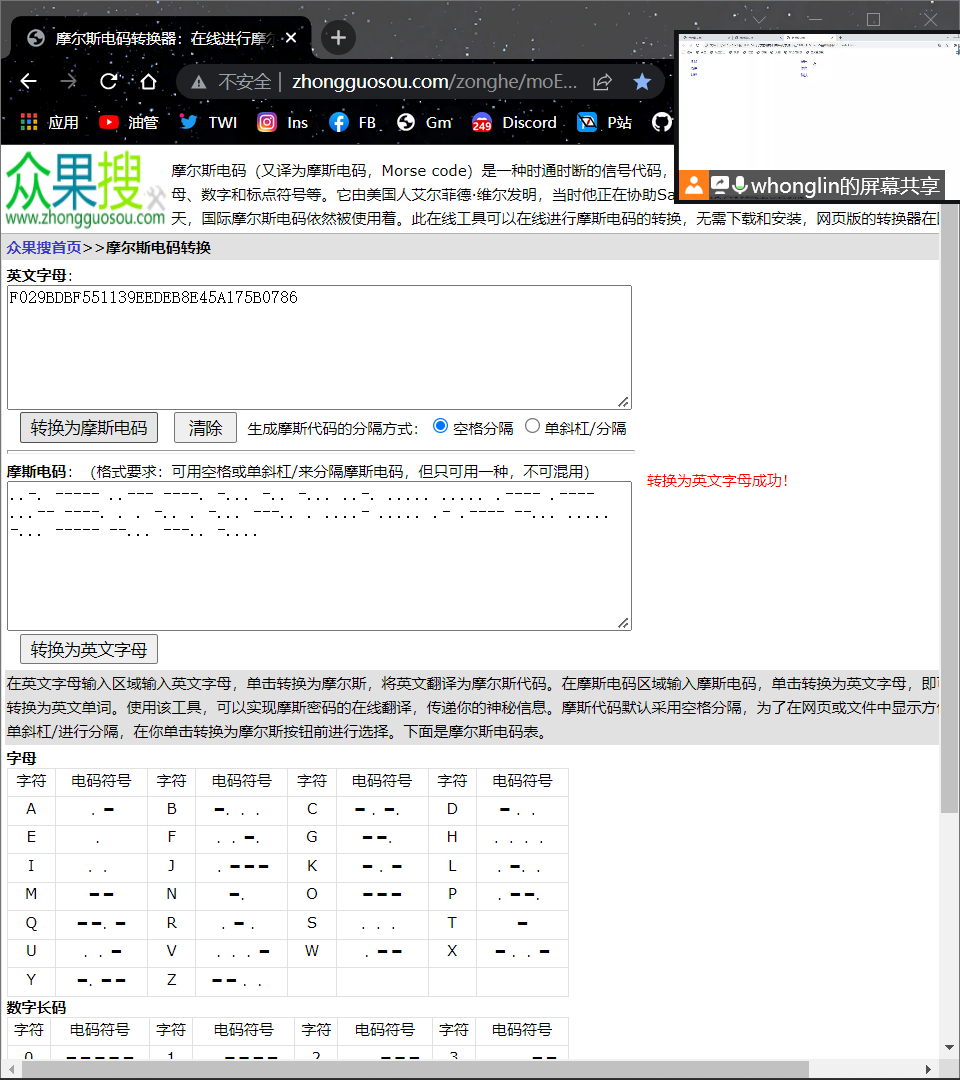 摩尔斯电码转换器：在线进行摩尔
不安全 | zhongguosou.com/zonghe/moE...
应用 油管 TWI Ins FB Gm 249 Discord P站
whonglin的屏幕共享
众果搜
www.zhongguosou.com
摩尔斯电码（又译为摩斯电码，Morse code）是一种时通时断的信号代码，
母、数字和标点符号等。它由美国人艾尔菲德·维尔发明，当时他正在协助Sa
天，国际摩尔斯电码依然被使用着。此在线工具可以在线进行摩斯电码的转换，无需下载和安装，网页版的转换器在
众果搜首页>>摩尔斯电码转换
英文字母：
F029BDBF551139EEDEB8E45A175B0786
转换为摩斯电码 清除 生成摩斯代码的分隔方式： 空格分隔 单斜杠/分隔
摩斯电码： （格式要求：可用空格或单斜杠/来分隔摩斯电码，但只可用一种，不可混用）
转换为英文字母成功！
..-. ----- ..--- ----. -... -.. -... ..-. ..... ..... .---- .----
...-- ----. . . -.. . -... ---.. . ....- ..... .- .---- --... .....
-... ----- --... ---.. -....
转换为英文字母
在英文字母输入区域输入英文字母，单击转换为摩尔斯，将英文翻译为摩尔斯代码。在摩斯电码区域输入摩斯电码，单击转换为英文字母，即
转换为英文单词。使用该工具，可以实现摩斯密码的在线翻译，传递你的神秘信息。摩斯代码默认采用空格分隔，为了在网页或文件中显示方
单斜杠/进行分隔，在你单击转换为摩尔斯按钮前进行选择。下面是摩尔斯电码表。
字母
字符 电码符号 字符 电码符号 字符 电码符号 字符 电码符号
A .- B -... C -.-. D -..
E . F ..-. G --. H ....
I .. J .--- K -.- L .-..
M -- N -. O --- P .--.
Q --.- R .-. S ... T -
U ..- V ...- W .-- X -..-
Y -.-- Z --..
数字长码
字符 电码符号 字符 电码符号 字符 电码符号 字符 电码符号
0 ----- 1 ---- 2 --- 3 --